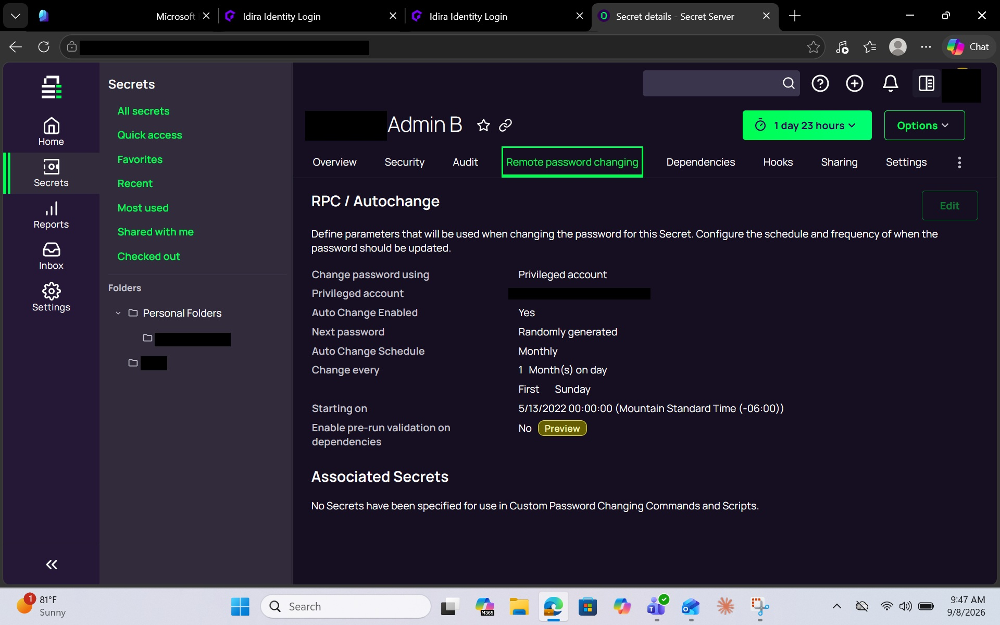 Microsoft
Idira Identity Login
Idira Identity Login
Secret details - Secret Server
Chat
Home
Secrets
Reports
Inbox
Settings
Secrets
All secrets
Quick access
Favorites
Recent
Most used
Shared with me
Checked out
Folders
Personal Folders
Admin B
1 day 23 hours
Options
Overview
Security
Audit
Remote password changing
Dependencies
Hooks
Sharing
Settings
RPC / Autochange
Edit
Define parameters that will be used when changing the password for this Secret. Configure the schedule and frequency of when the
password should be updated.
Change password using Privileged account
Privileged account
Auto Change Enabled Yes
Next password Randomly generated
Auto Change Schedule Monthly
Change every 1 Month(s) on day
First Sunday
Starting on 5/13/2022 00:00:00 (Mountain Standard Time (-06:00))
Enable pre-run validation on No Preview
dependencies
Associated Secrets
No Secrets have been specified for use in Custom Password Changing Commands and Scripts.
1
81°F
Sunny
Search
M365
9:47 AM
9/8/2026